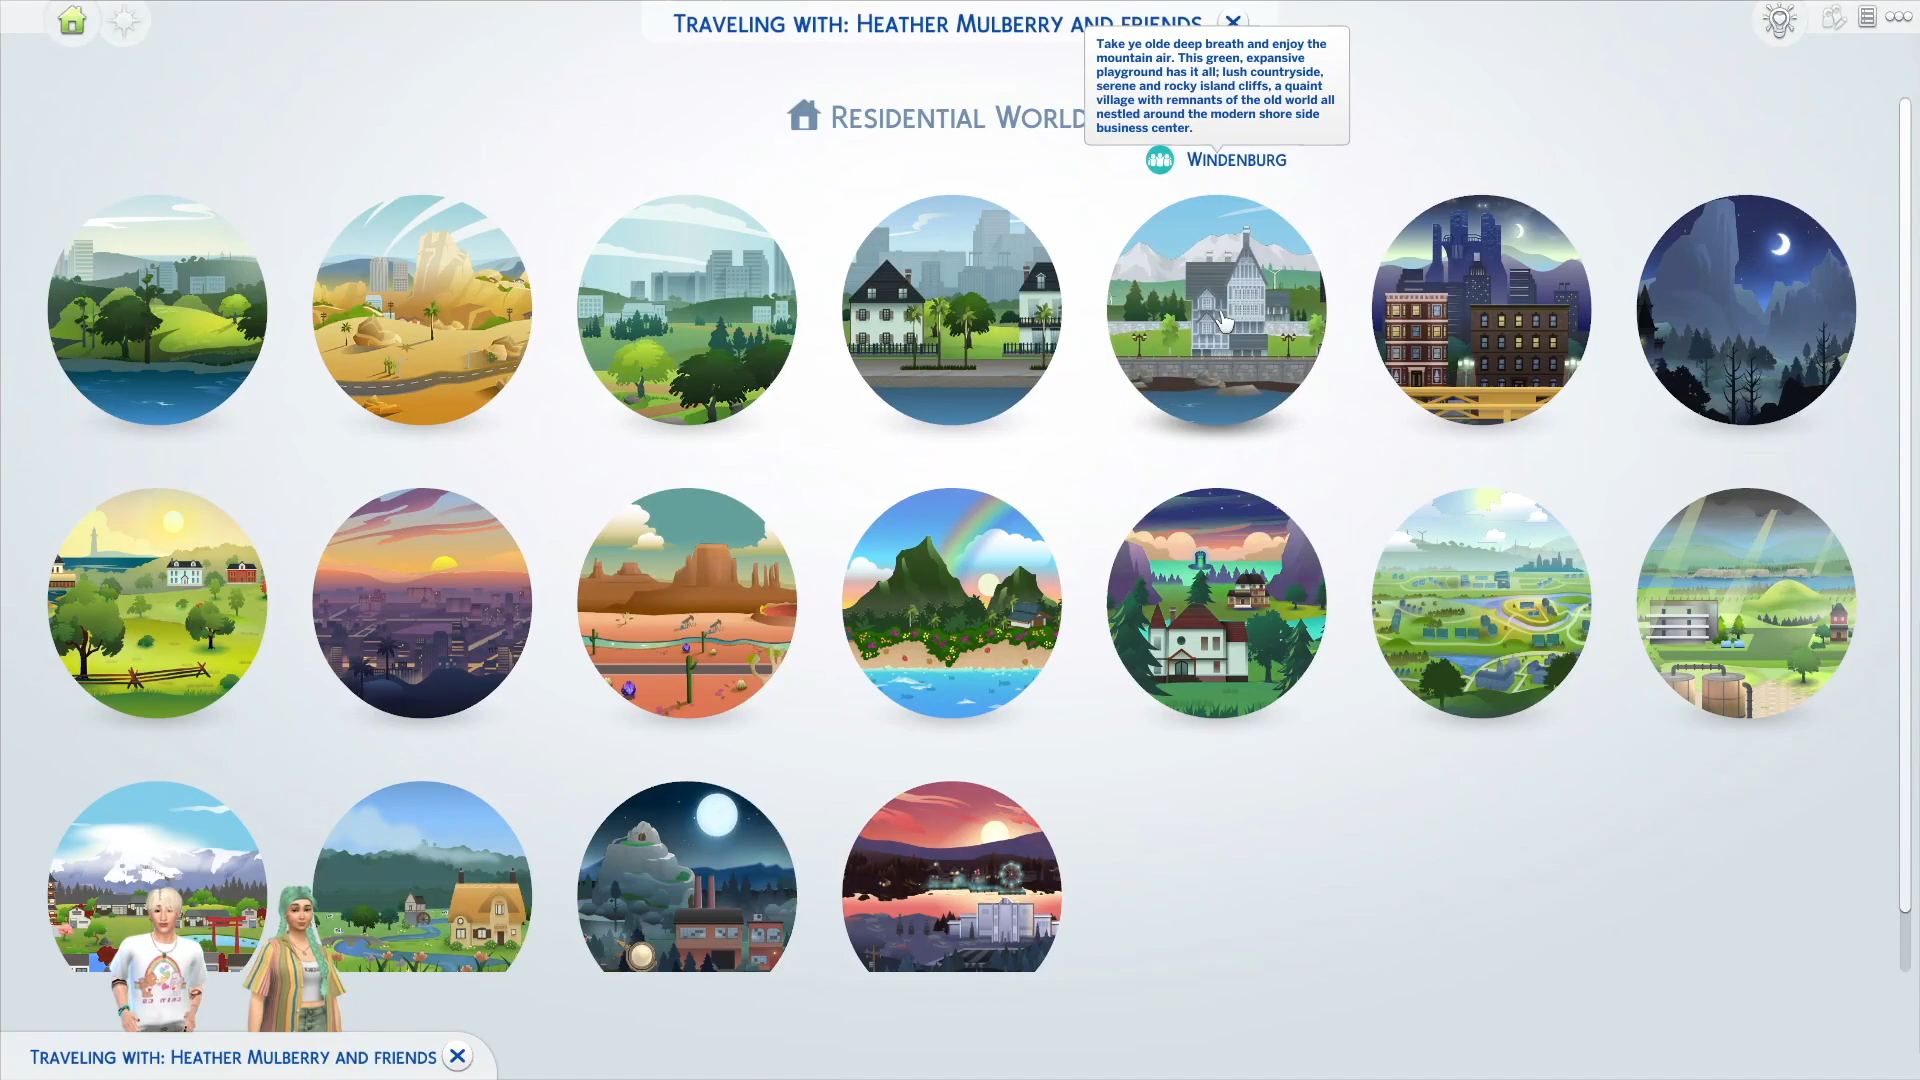 TRAVELING WITH: HEATHER MULBERRY AND FRIENDS
Take ye olde deep breath and enjoy the
mountain air. This green, expansive
playground has it all; lush countryside,
serene and rocky island cliffs, a quaint
village with remnants of the old world all
nestled around the modern shore side
business center.
RESIDENTIAL WORLD
WINDENBURG
TRAVELING WITH: HEATHER MULBERRY AND FRIENDS